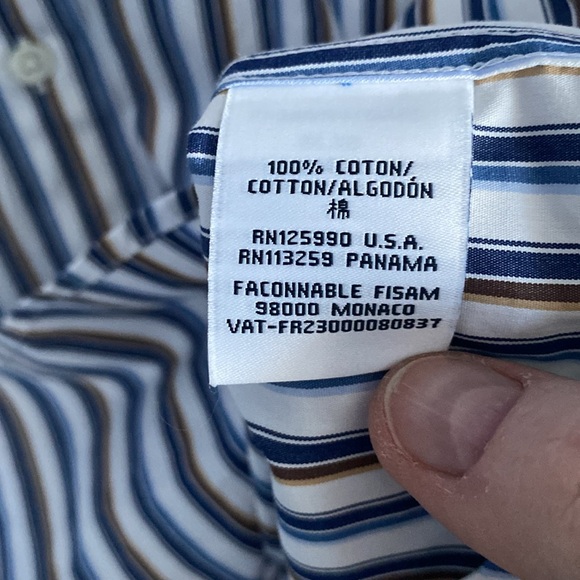 100% COTON/
COTTON/ALGODÓN
棉
RN125990 U.S.A.
RN113259 PANAMA
FACONNABLE FISAM
98000 MONACO
VAT-FR23000080837